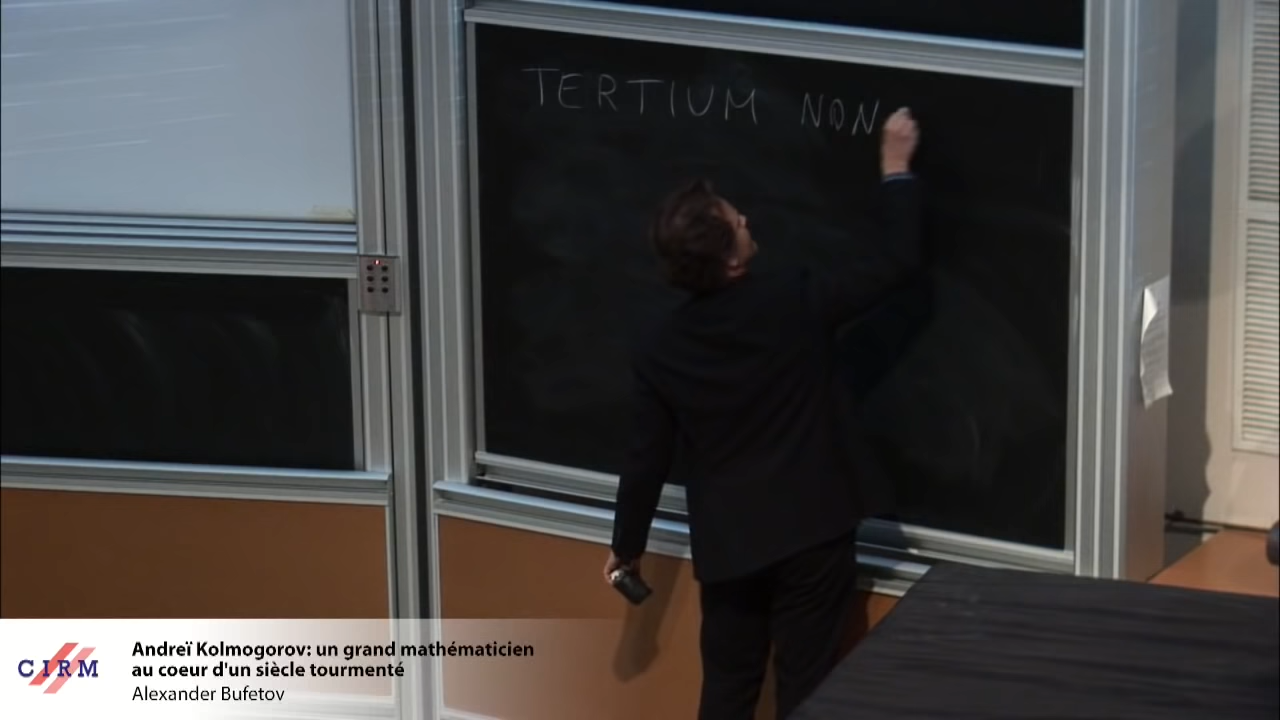 TERTIUM NON
CIRM
Andreï Kolmogorov: un grand mathématicien
au coeur d'un siècle tourmenté
Alexander Bufetov